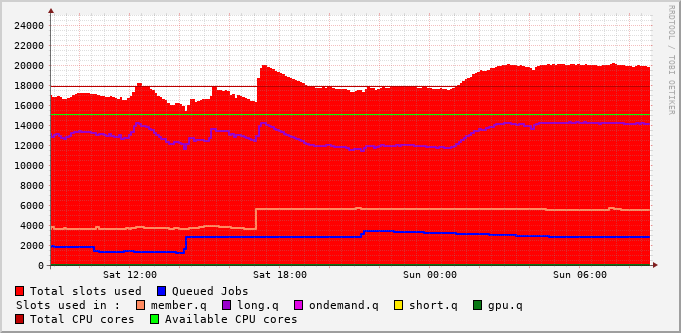 24000
22000
20000
18000
16000
14000
12000
10000
8000
6000
4000
2000
0
Sat 12:00 Sat 18:00 Sun 00:00 Sun 06:00
Total slots used Queued Jobs
Slots used in : member.q long.q ondemand.q short.q gpu.q
Total CPU cores Available CPU cores
RRDTOOL / TOBI OETIKER